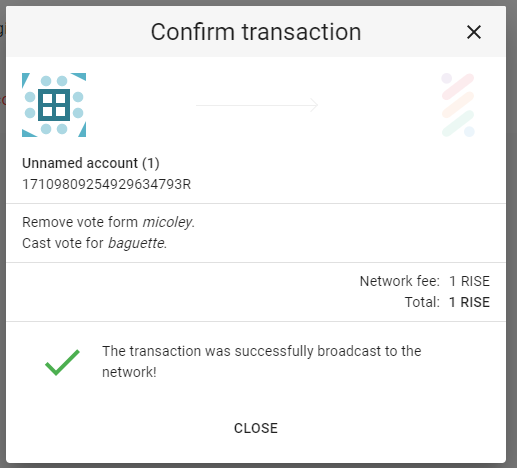 Confirm transaction
Unnamed account (1)
17109809254929634793R
Remove vote form micoley.
Cast vote for baguette.
Network fee: 1 RISE
Total: 1 RISE
The transaction was successfully broadcast to the
network!
CLOSE